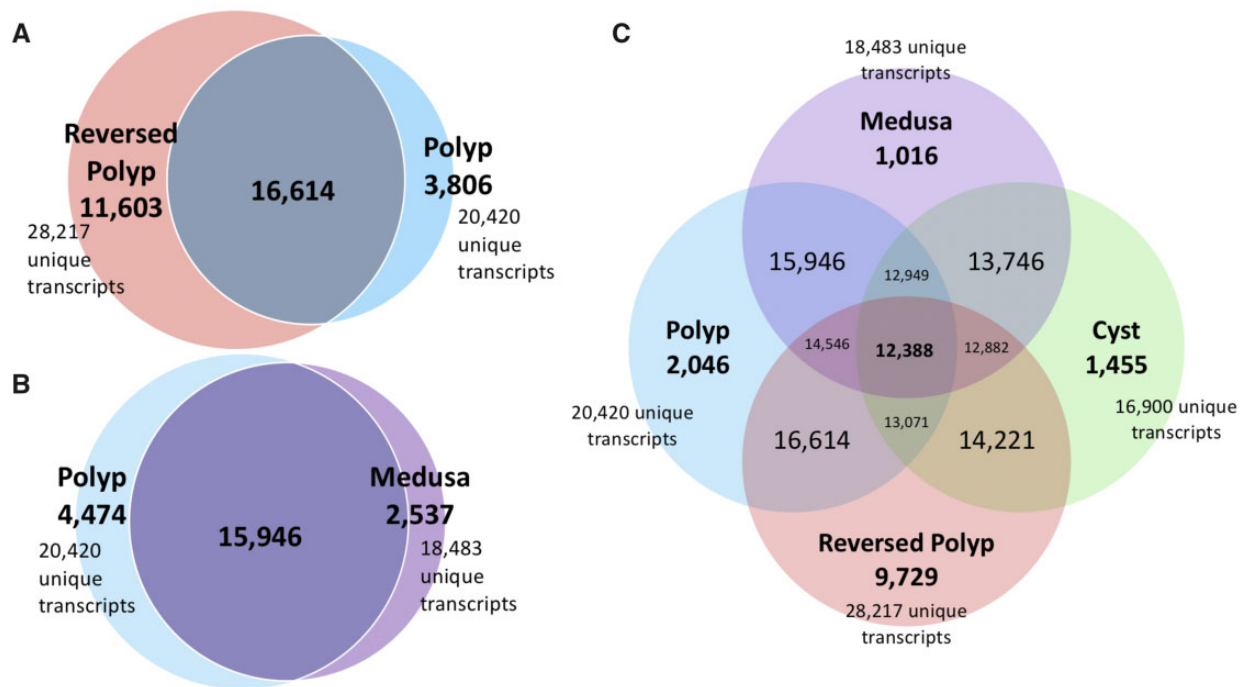 A
Reversed
Polyp
11,603
28,217
unique
transcripts
16,614
Polyp
3,806
20,420
unique
transcripts
B
Polyp
4,474
20,420
unique
transcripts
15,946
Medusa
2,537
18,483
unique
transcripts
C
18,483 unique
transcripts
Medusa
1,016
15,946
12,949
13,746
Polyp
2,046
20,420 unique
transcripts
14,546
12,388
12,882
Cyst
1,455
16,900 unique
transcripts
16,614
13,071
14,221
Reversed Polyp
9,729
28,217 unique
transcripts